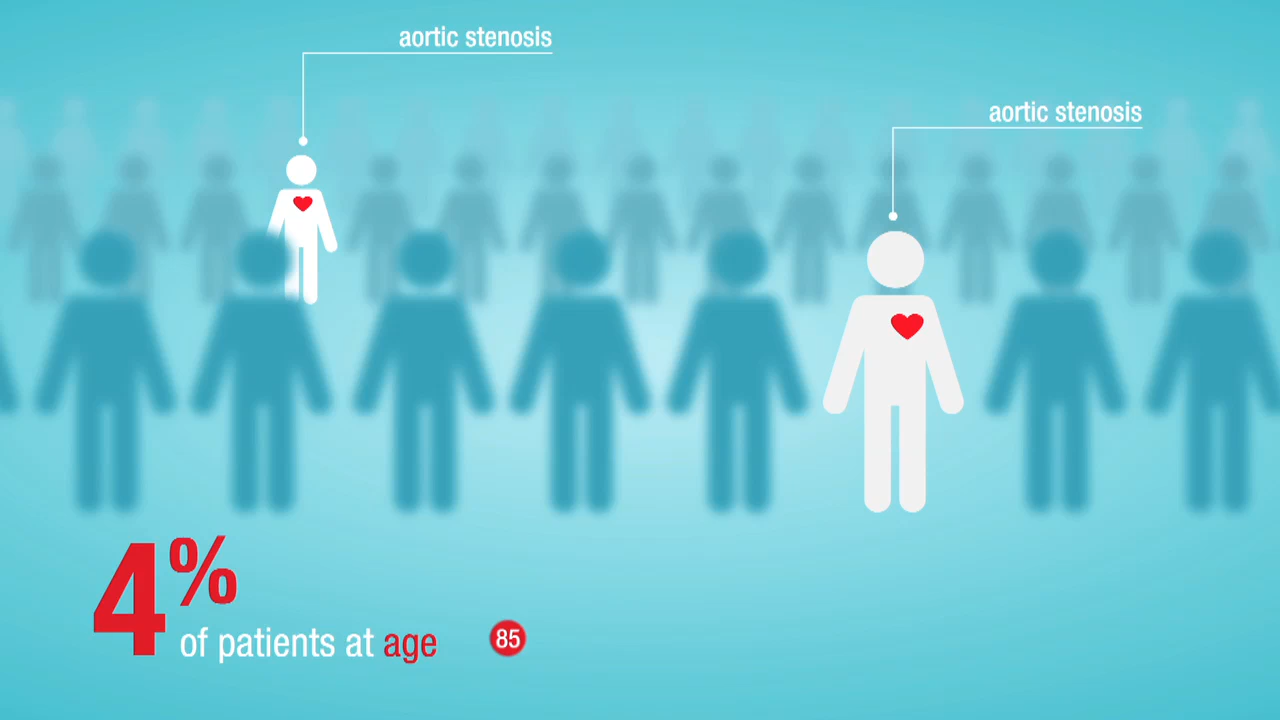 aortic stenosis
aortic stenosis
4%
of patients at age 85